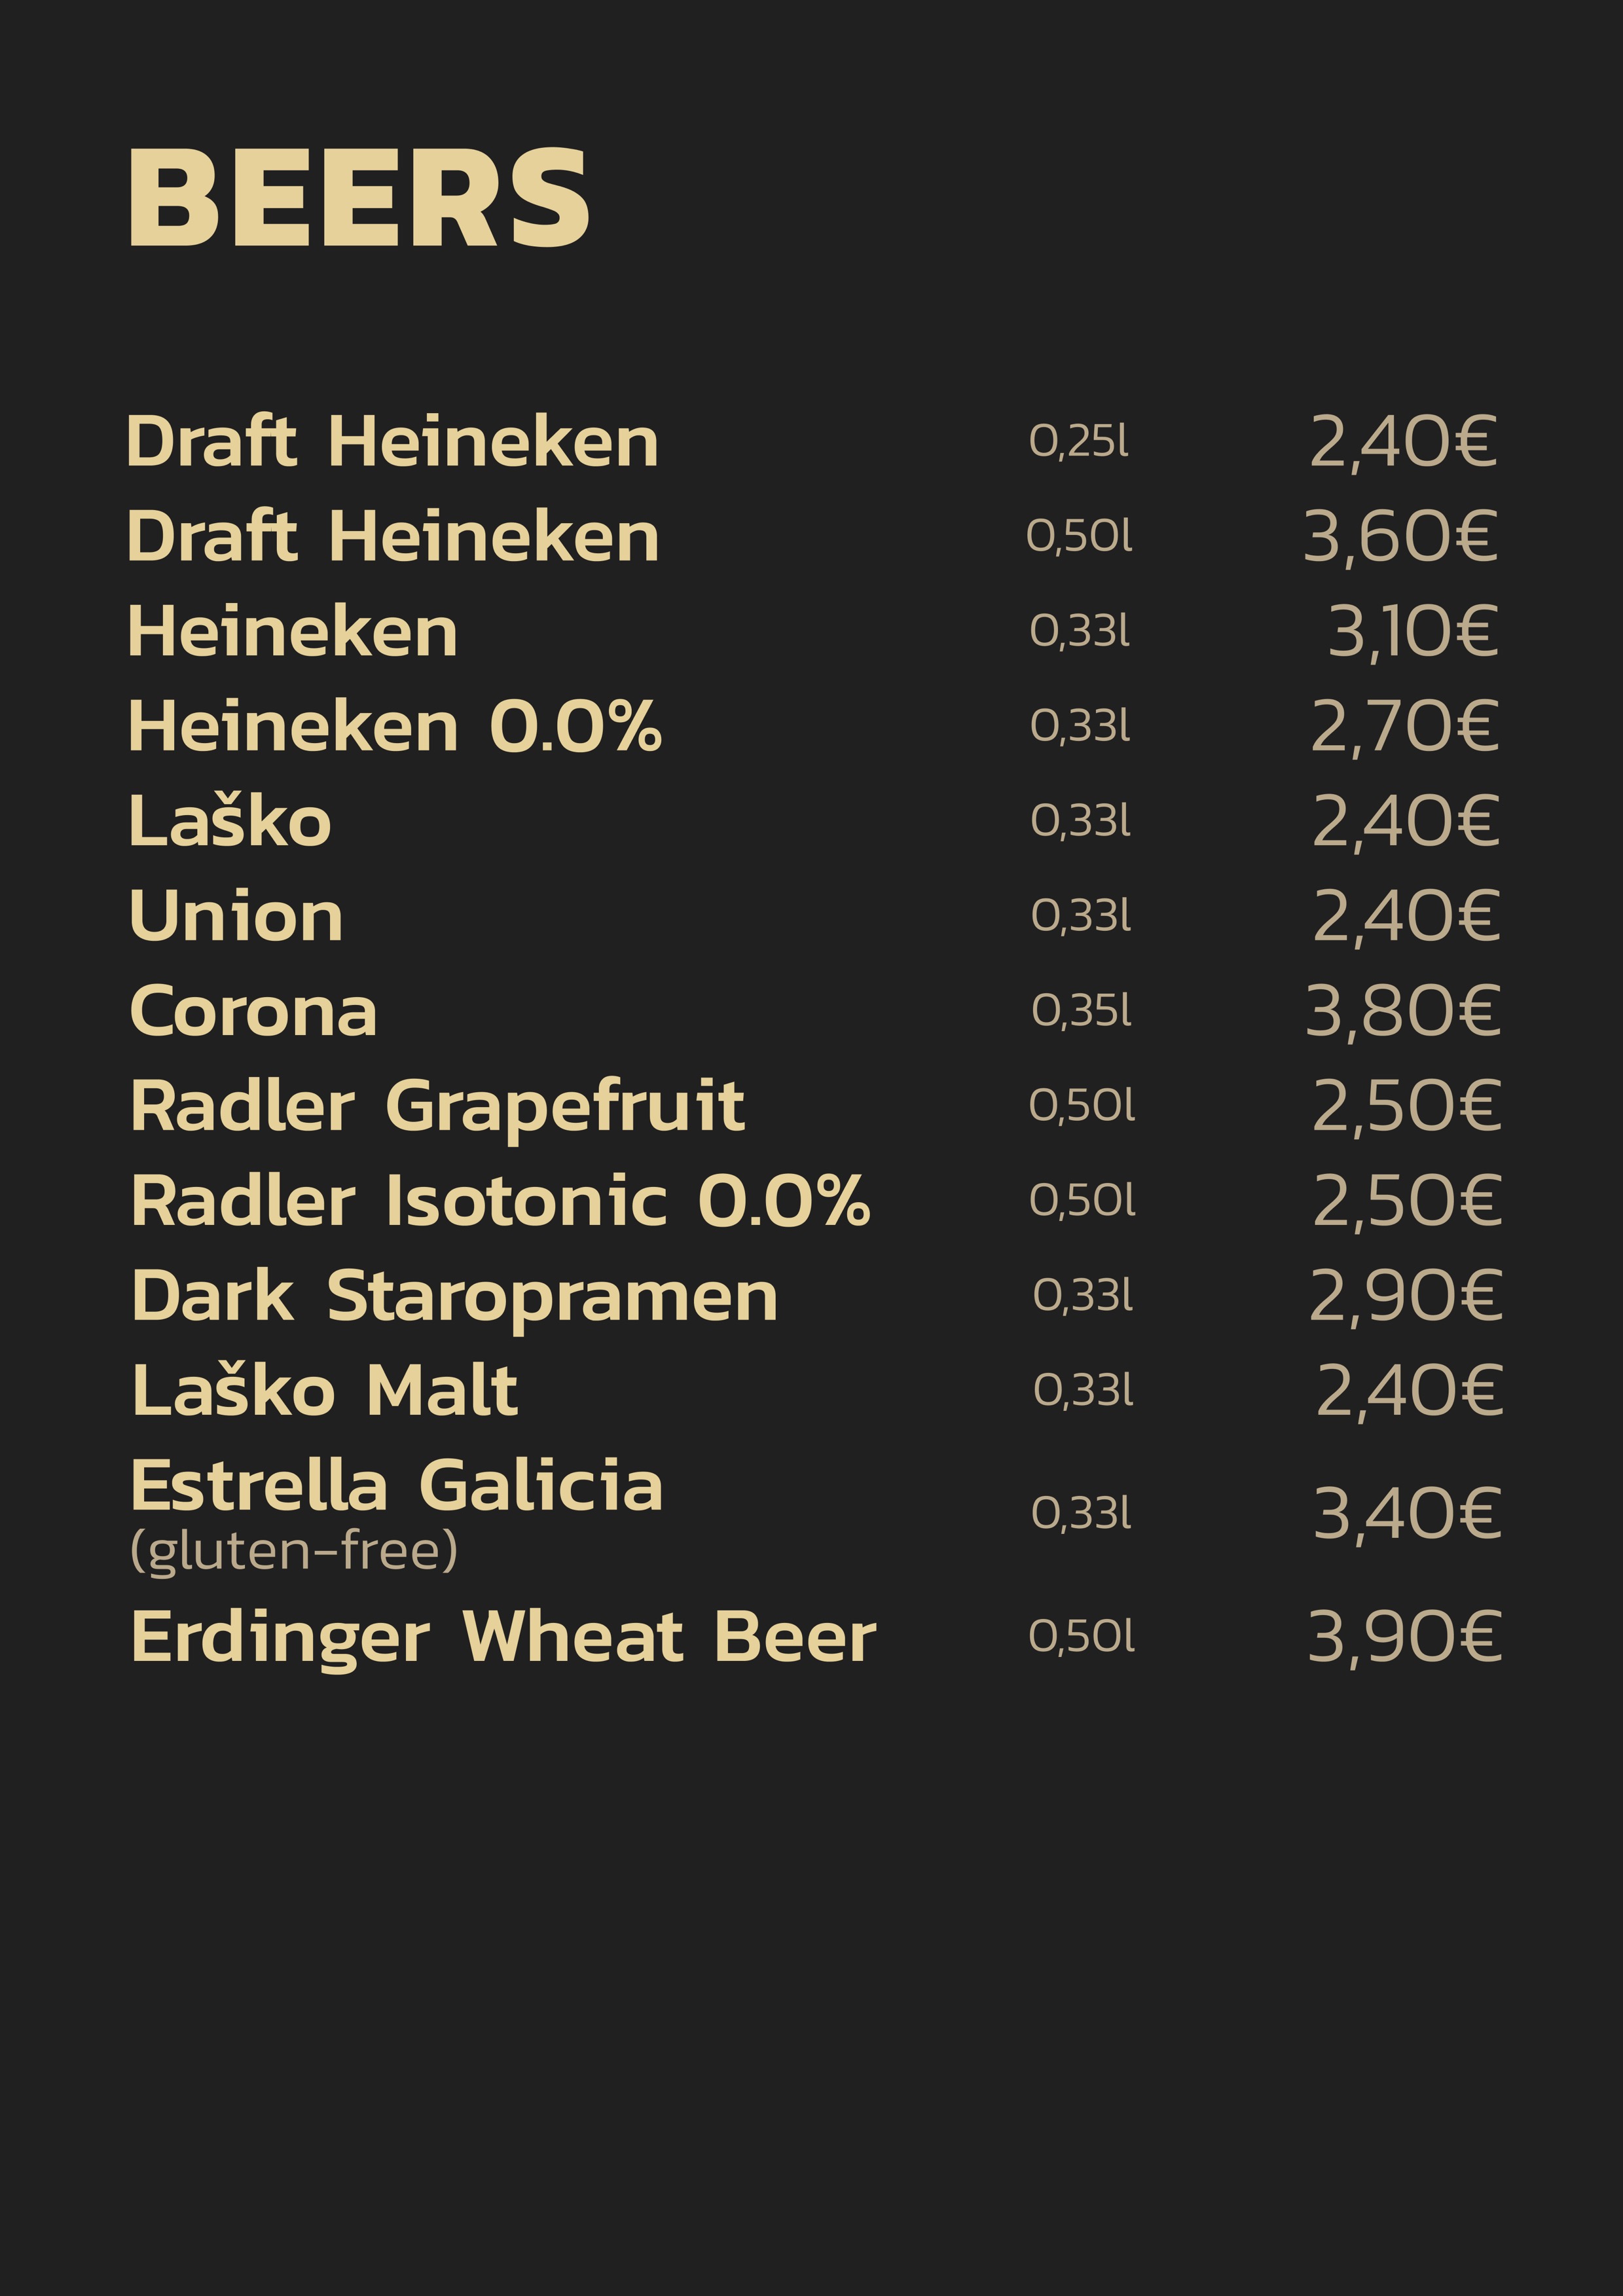 BEERS
Draft Heineken 0,25l 2,40€
Draft Heineken 0,50l 3,60€
Heineken 0,33l 3,10€
Heineken 0.0% 0,33l 2,70€
Laško 0,33l 2,40€
Union 0,33l 2,40€
Corona 0,35l 3,80€
Radler Grapefruit 0,50l 2,50€
Radler Isotonic 0.0% 0,50l 2,50€
Dark Staropramen 0,33l 2,90€
Laško Malt 0,33l 2,40€
Estrella Galicia 0,33l 3,40€
(gluten-free)
Erdinger Wheat Beer 0,50l 3,90€